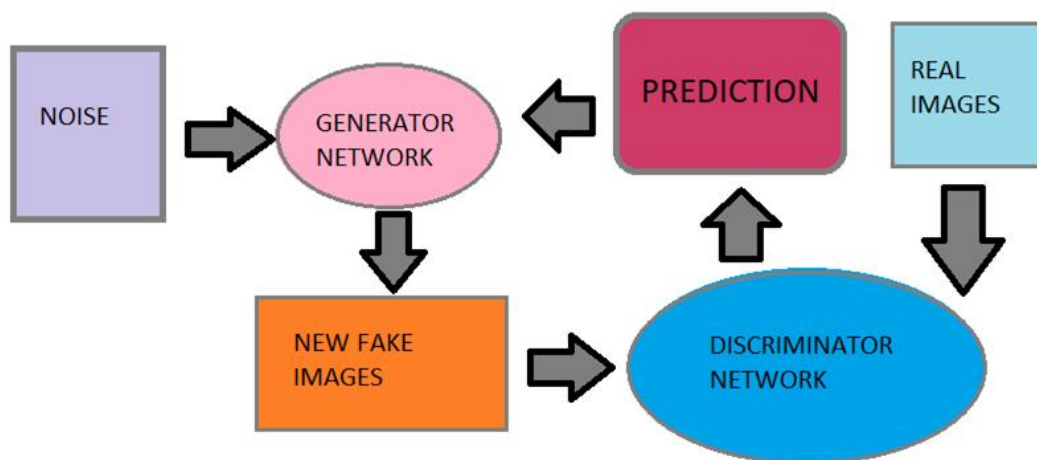 NOISE
GENERATOR
NETWORK
PREDICTION
REAL
IMAGES
NEW FAKE
IMAGES
DISCRIMINATOR
NETWORK